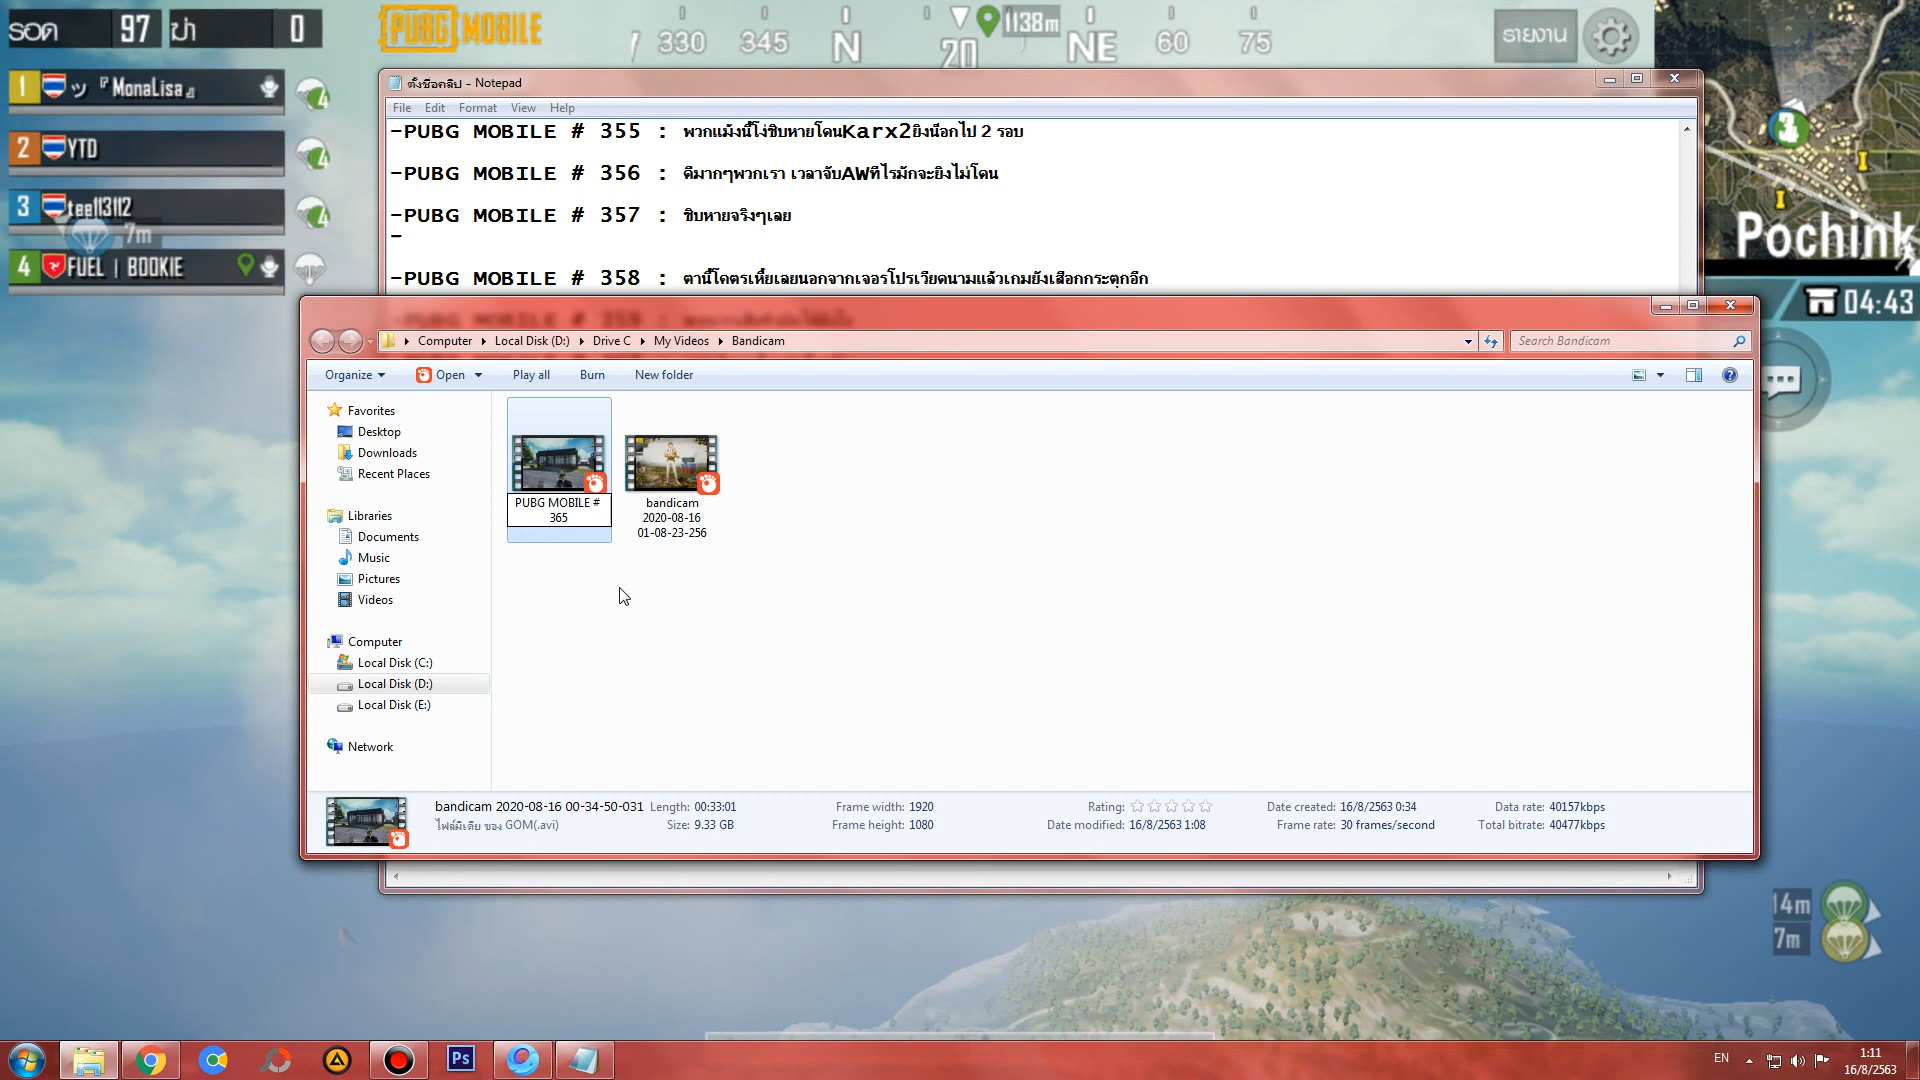 รอด 97 ฆ่า 0
PUBG MOBILE
330 345 N 20 1138m NE 60 75
รายงาน
1 ツ『MonaLisa』 4
2 YTD 4
3 tee113112 4
7m
4 FUEL | BOOKIE
3
Pochink
04:43
ตั้งชื่อคลิป - Notepad
File Edit Format View Help
-PUBG MOBILE # 355 : พวกแม้งนี้โง่ชิบหายโดนKarx2ยิงน็อกไป 2 รอบ
-PUBG MOBILE # 356 : ดีมากๆพวกเรา เวลาจับAWทีไรมักจะยิงไม่โดน
-PUBG MOBILE # 357 : ชิบหายจริงๆเลย
-
-PUBG MOBILE # 358 : ตานี้โคตรเหี้ยเลยนอกจากเจอรโปรเวียดนามแล้วเกมยังเสือกกระตุกอีก
-PUBG MOBILE # 359 :
Computer Local Disk (D:) Drive C My Videos Bandicam
Search Bandicam
Organize Open Play all Burn New folder
Favorites
Desktop
Downloads
Recent Places
Libraries
Documents
Music
Pictures
Videos
Computer
Local Disk (C:)
Local Disk (D:)
Local Disk (E:)
Network
PUBG MOBILE #
365
bandicam
2020-08-16
01-08-23-256
bandicam 2020-08-16 00-34-50-031 Length: 00:33:01 Frame width: 1920 Rating: Date created: 16/8/2563 0:34 Data rate: 40157kbps
ไฟล์มีเดีย ของ GOM(.avi) Size: 9.33 GB Frame height: 1080 Date modified: 16/8/2563 1:08 Frame rate: 30 frames/second Total bitrate: 40477kbps
14m
7m
Ps
EN
1:11
16/8/2563